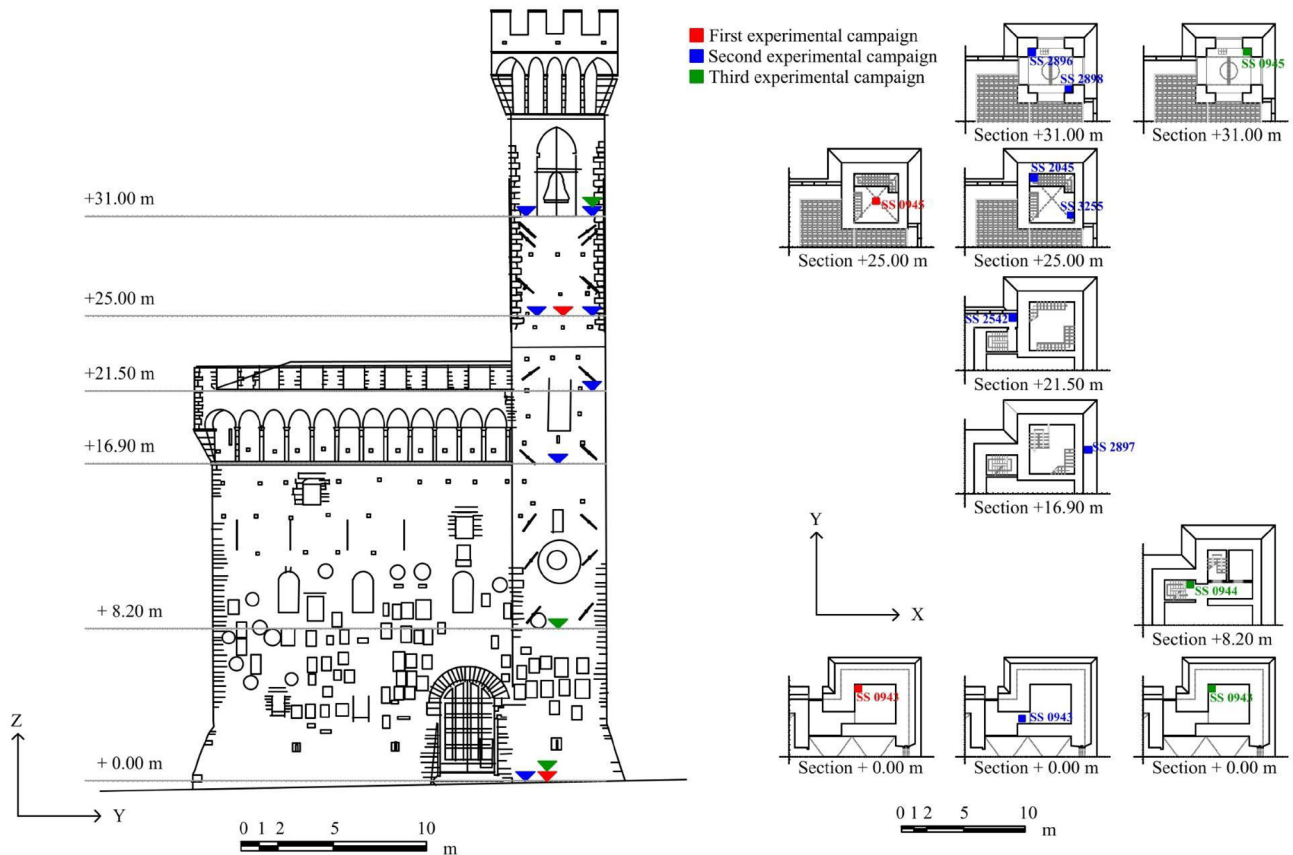 First experimental campaign
Second experimental campaign
Third experimental campaign
+31.00 m
+25.00 m
+21.50 m
+16.90 m
+ 8.20 m
+ 0.00 m
Z
Y
0 1 2 5 10
m
SS 2896
SS 2898
Section +31.00 m
SS 0945
Section +31.00 m
SS 0945
Section +25.00 m
SS 2045
SS 3255
Section +25.00 m
SS 2542
Section +21.50 m
SS 2897
Section +16.90 m
Y
X
SS 0944
Section +8.20 m
SS 0943
Section + 0.00 m
SS 0943
Section + 0.00 m
SS 0943
Section + 0.00 m
0 1 2 5 10
m